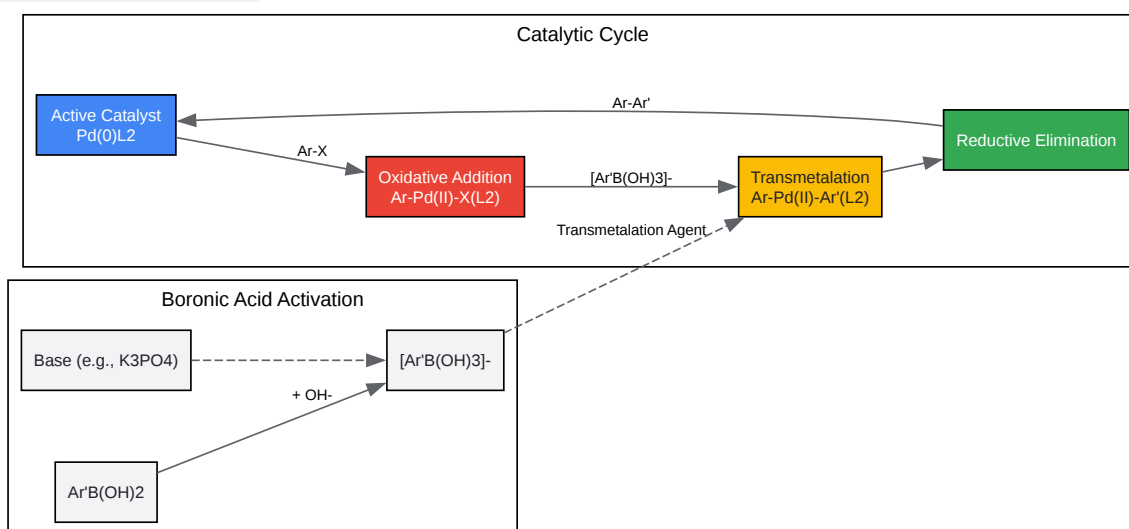 Catalytic Cycle
Active Catalyst
Pd(0)L2
Ar-Ar'
Reductive Elimination
Ar-X
Oxidative Addition
Ar-Pd(II)-X(L2)
[Ar'B(OH)3]-
Transmetalation
Ar-Pd(II)-Ar'(L2)
Transmetalation Agent
Boronic Acid Activation
Base (e.g., K3PO4)
[Ar'B(OH)3]-
+ OH-
Ar'B(OH)2